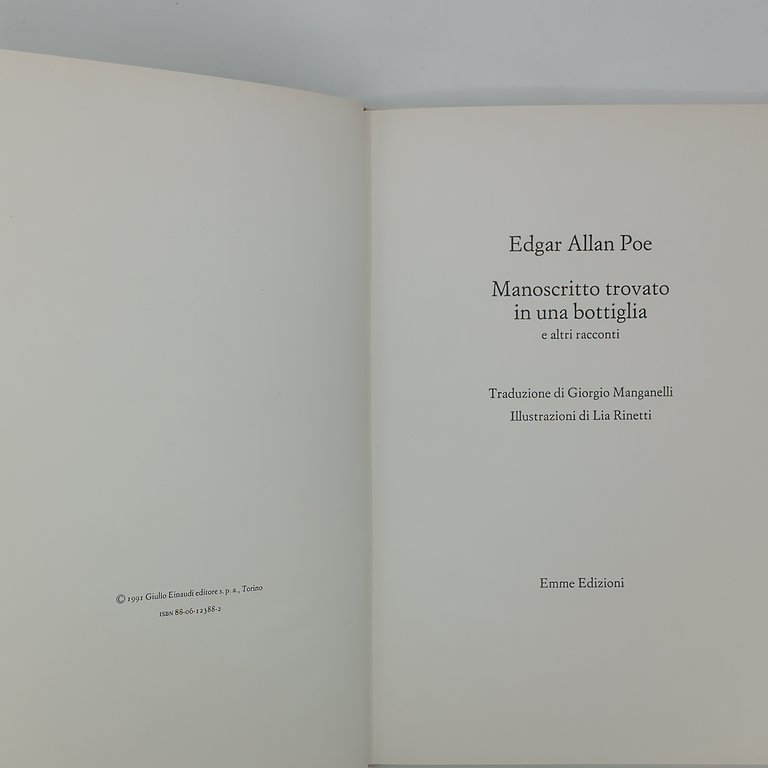 © 1991 Giulio Einaudi editore s. p. a., Torino
ISBN 88-06-12388-2
Edgar Allan Poe
Manoscritto trovato
in una bottiglia
e altri racconti
Traduzione di Giorgio Manganelli
Illustrazioni di Lia Rinetti
Emme Edizioni